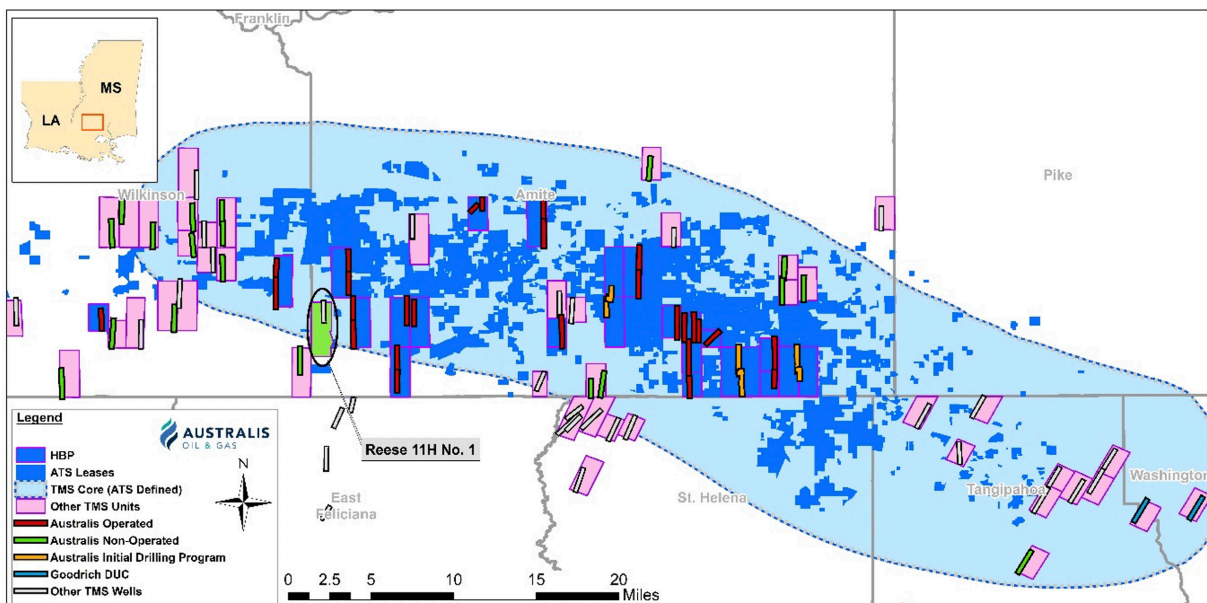 Franklin
MS
LA
Wilkinson
Amite
Pike
Reese 11H No. 1
East
Feliciana
St. Helena
Tangipahoa
Washington
Legend
AUSTRALIS
OIL & GAS
HBP
ATS Leases
TMS Core (ATS Defined)
Other TMS Units
Australis Operated
Australis Non-Operated
Australis Initial Drilling Program
Goodrich DUC
Other TMS Wells
N
0 2.5 5 10 15 20
Miles